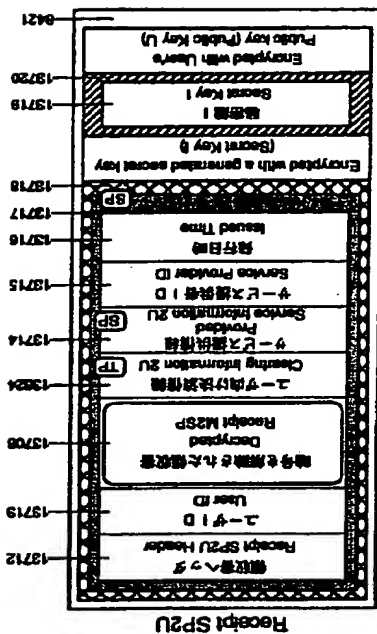 Receipt SP2U
領収書ヘッダ
Receipt SP2U Header
13712
ユーザID
User ID
13719
暗号を解除された領収書
Decrypted
Receipt M2SP
13708
ユーザ向け決済情報
Clearing Information 2U
TP
13624
サービス提供情報
Provided
Service Information 2U
SP
13714
サービス提供者ID
Service Provider ID
13715
発行日時
Issued Time
13716
13717
SP
13718
Encrypted with a generated secret key
(Secret Key I)
秘密鍵 I
Secret Key I
13719
13720
Encrypted with User's
Public key (Public Key U)
8421